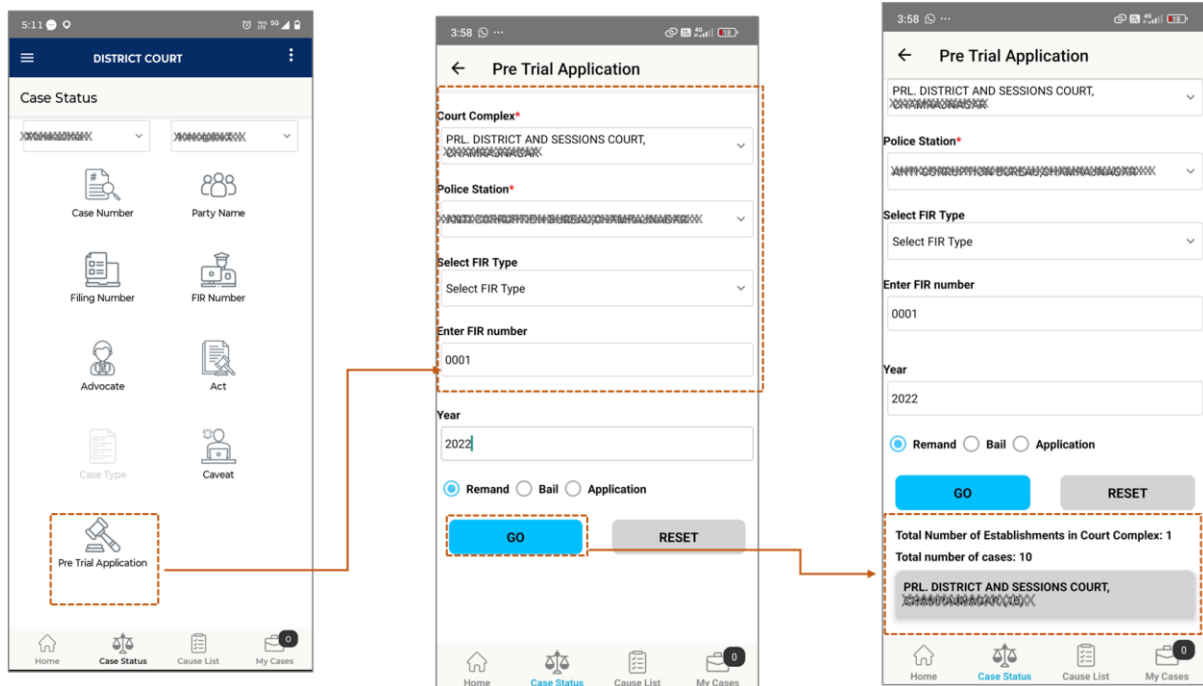 5:11
DISTRICT COURT
Case Status
Case Number
Party Name
Filing Number
FIR Number
Advocate
Act
Case Type
Caveat
Pre Trial Application
0
Home
Case Status
Cause List
My Cases
3:58
Pre Trial Application
Court Complex*
PRL. DISTRICT AND SESSIONS COURT,
Police Station*
Select FIR Type
Select FIR Type
Enter FIR number
0001
Year
2022
Remand
Bail
Application
GO
RESET
0
Home
Case Status
Cause List
My Cases
3:58
Pre Trial Application
PRL. DISTRICT AND SESSIONS COURT,
Police Station*
Select FIR Type
Select FIR Type
Enter FIR number
0001
Year
2022
Remand
Bail
Application
GO
RESET
Total Number of Establishments in Court Complex: 1
Total number of cases: 10
PRL. DISTRICT AND SESSIONS COURT,
0
Home
Case Status
Cause List
My Cases